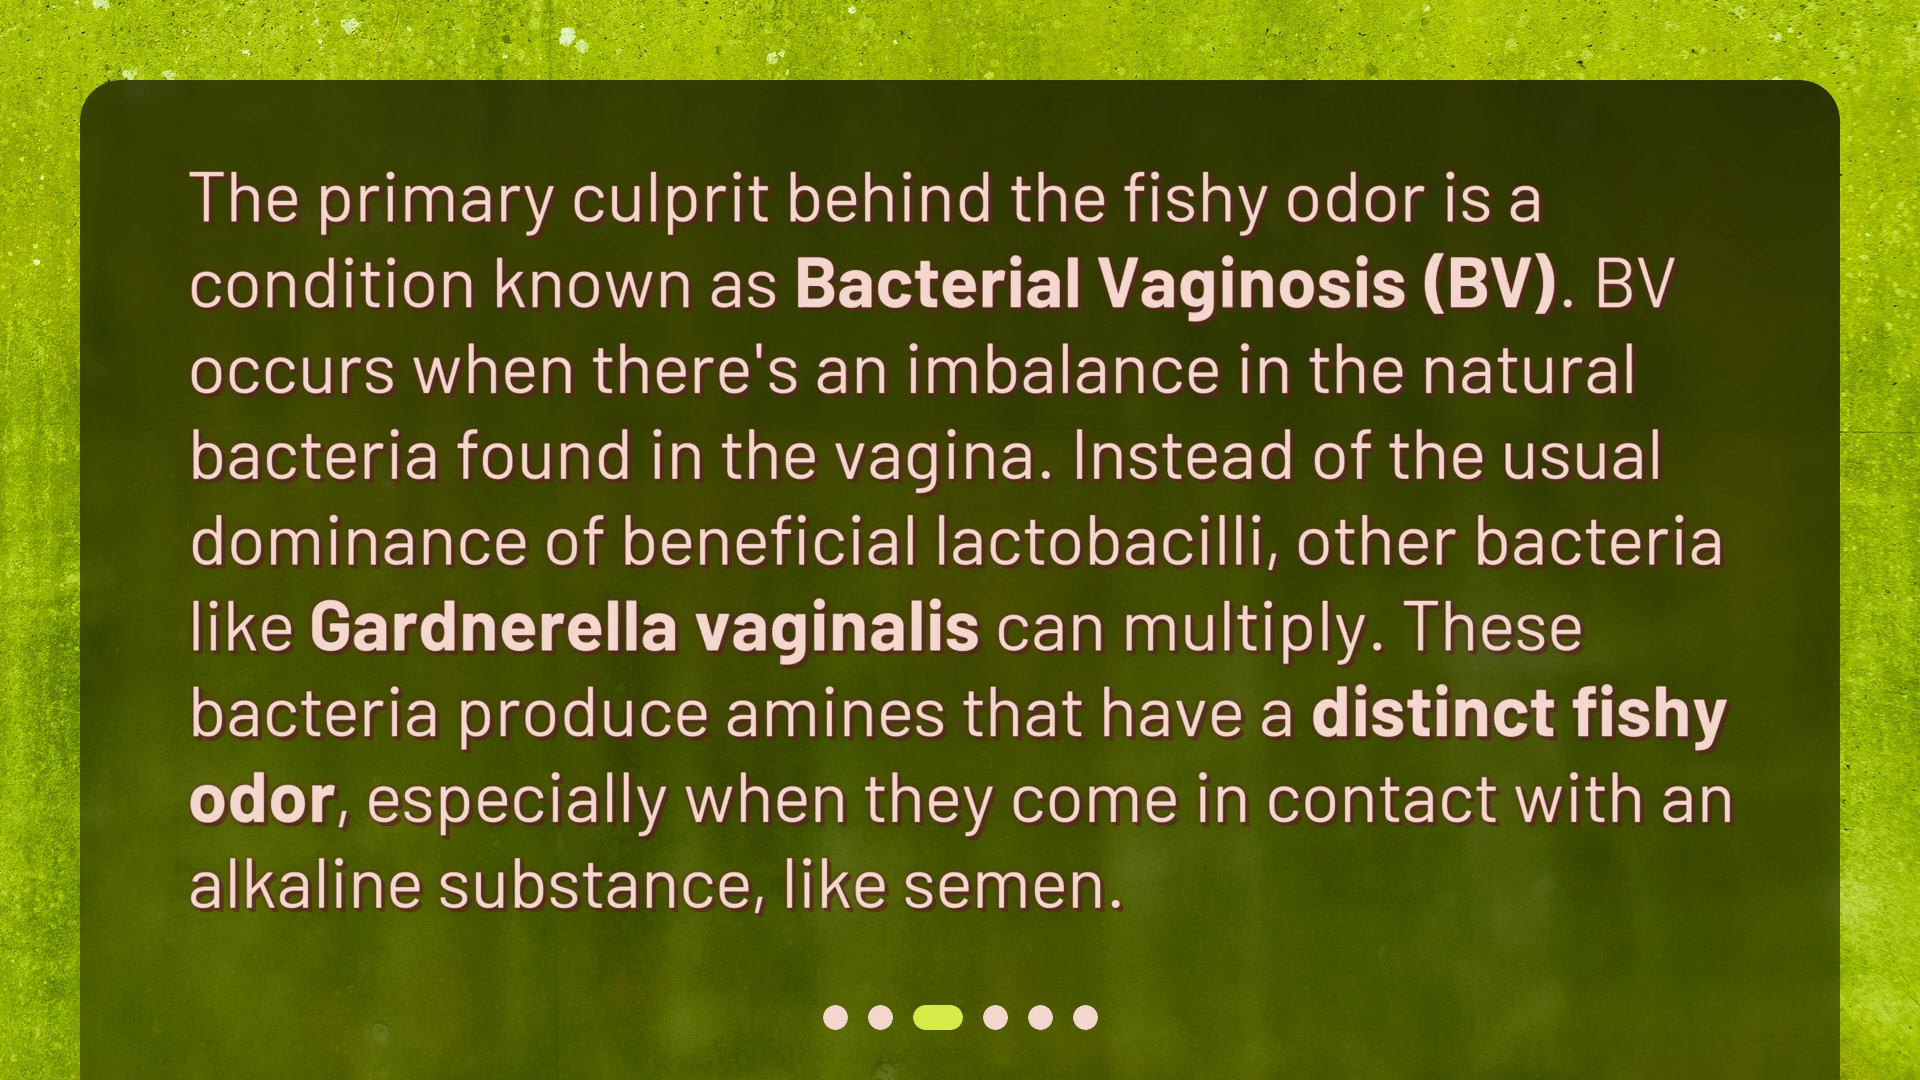 The primary culprit behind the fishy odor is a
condition known as Bacterial Vaginosis (BV). BV
occurs when there's an imbalance in the natural
bacteria found in the vagina. Instead of the usual
dominance of beneficial lactobacilli, other bacteria
like Gardnerella vaginalis can multiply. These
bacteria produce amines that have a distinct fishy
odor, especially when they come in contact with an
alkaline substance, like semen.